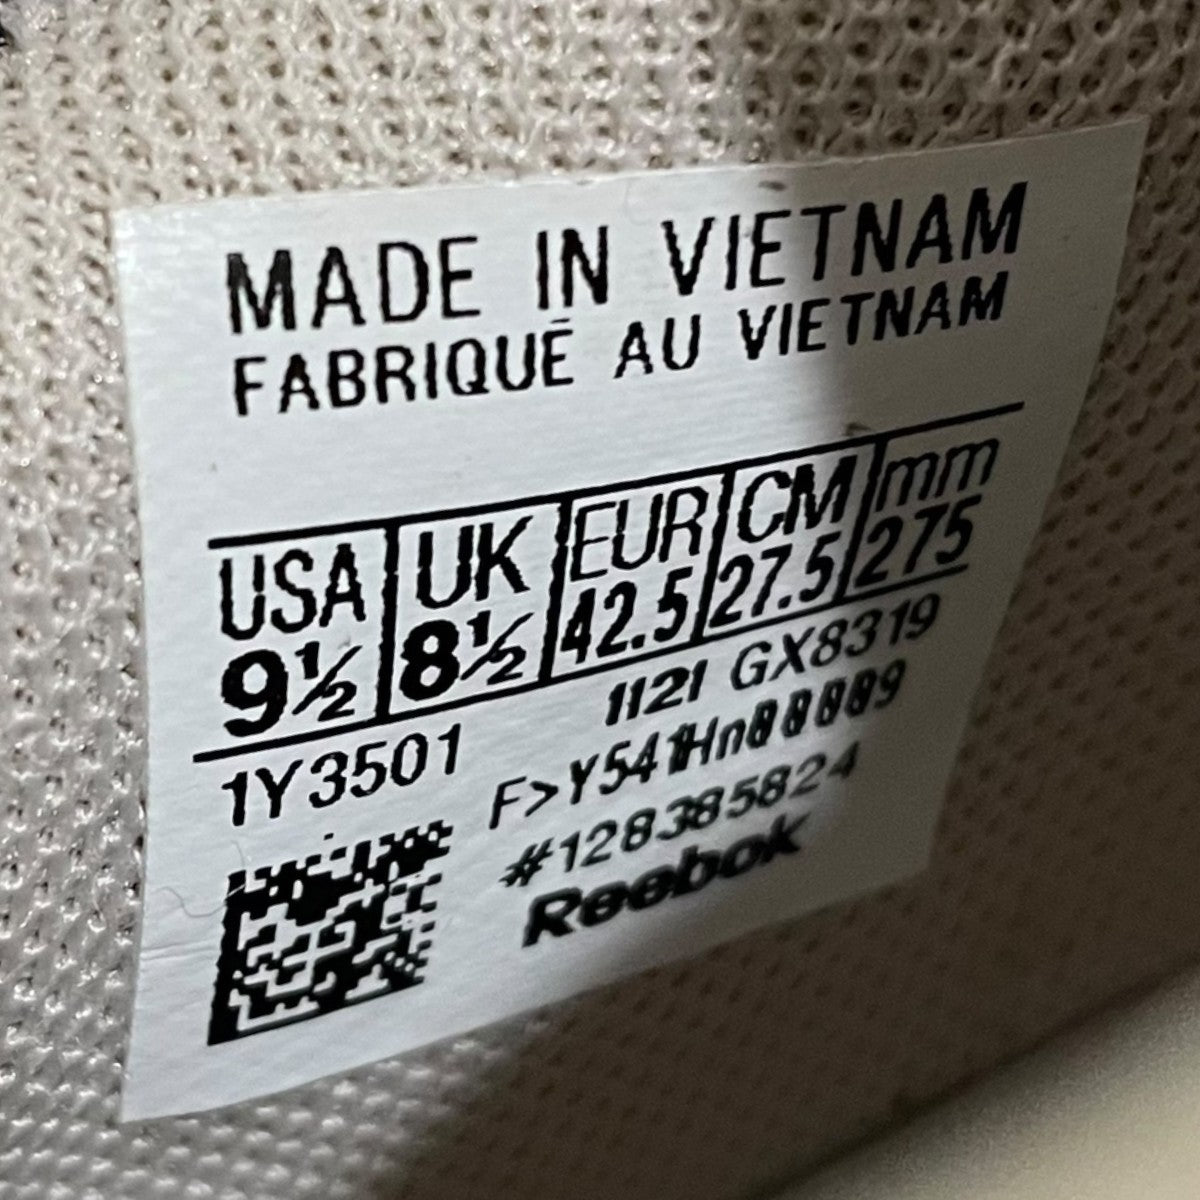 MADE IN VIETNAM
FABRIQUÉ AU VIETNAM
USA UK EUR CM mm
9½ 8½ 42.5 27.5 275
1Y3501 1121 GX8319
#128385824
Reebok